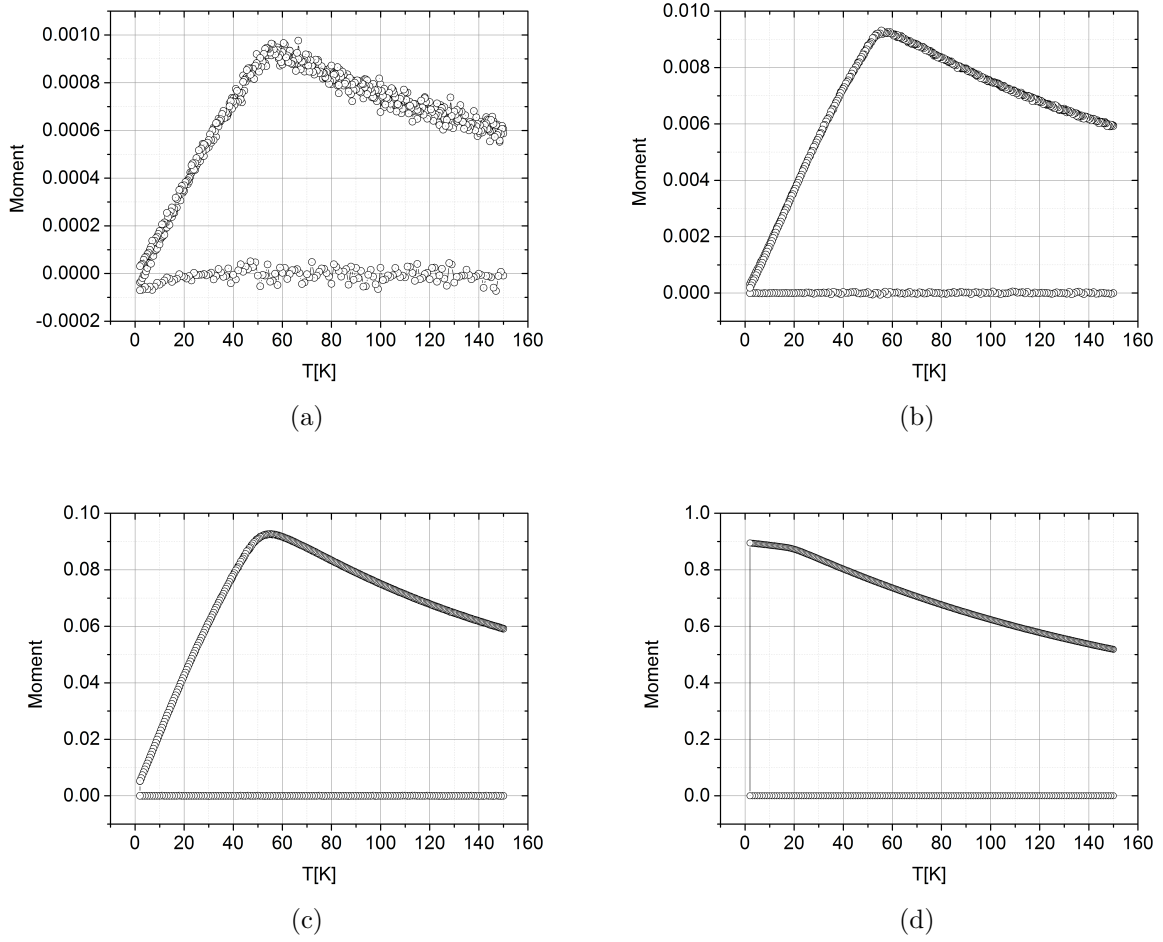 0.0010
0.0008
0.0006
0.0004
0.0002
0.0000
-0.0002
Moment
0 20 40 60 80 100 120 140 160
T[K]
(a)
0.010
0.008
0.006
0.004
0.002
0.000
Moment
0 20 40 60 80 100 120 140 160
T[K]
(b)
0.10
0.08
0.06
0.04
0.02
0.00
Moment
0 20 40 60 80 100 120 140 160
T[K]
(c)
1.0
0.8
0.6
0.4
0.2
0.0
Moment
0 20 40 60 80 100 120 140 160
T[K]
(d)